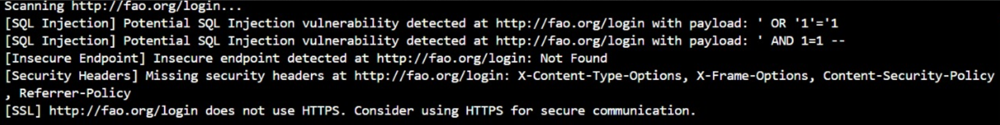 Scanning http://fao.org/login...
[SQL Injection] Potential SQL Injection vulnerability detected at http://fao.org/login with payload: ' OR '1'='1
[SQL Injection] Potential SQL Injection vulnerability detected at http://fao.org/login with payload: ' AND 1=1 --
[Insecure Endpoint] Insecure endpoint detected at http://fao.org/login: Not Found
[Security Headers] Missing security headers at http://fao.org/login: X-Content-Type-Options, X-Frame-Options, Content-Security-Policy
, Referrer-Policy
[SSL] http://fao.org/login does not use HTTPS. Consider using HTTPS for secure communication.